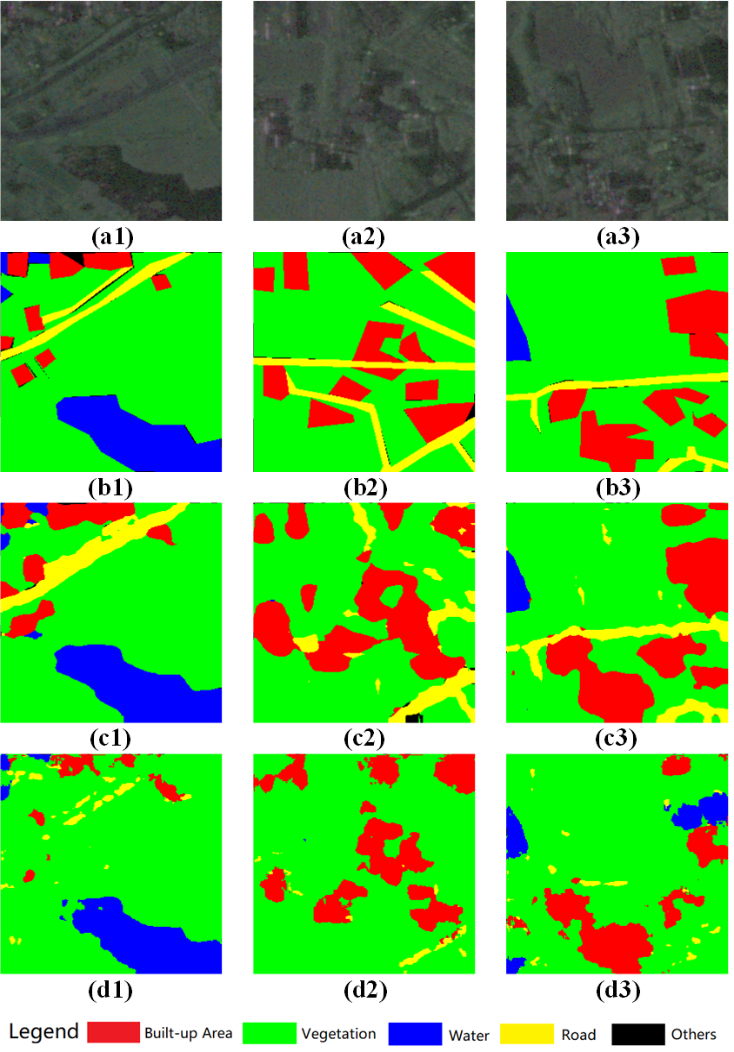 (a1) (a2) (a3)
(b1) (b2) (b3)
(c1) (c2) (c3)
(d1) (d2) (d3)
Legend Built-up Area Vegetation Water Road Others